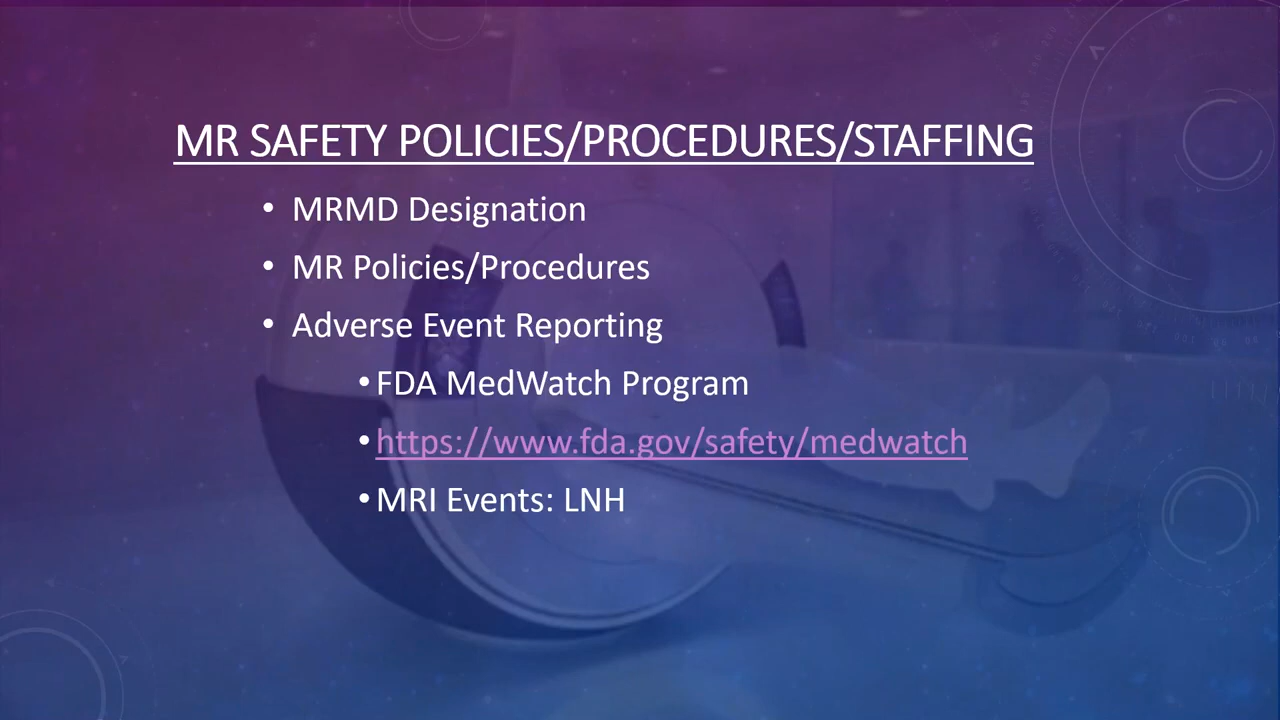 MR SAFETY POLICIES/PROCEDURES/STAFFING
• MRMD Designation
• MR Policies/Procedures
• Adverse Event Reporting
• FDA MedWatch Program
• https://www.fda.gov/safety/medwatch
• MRI Events: LNH